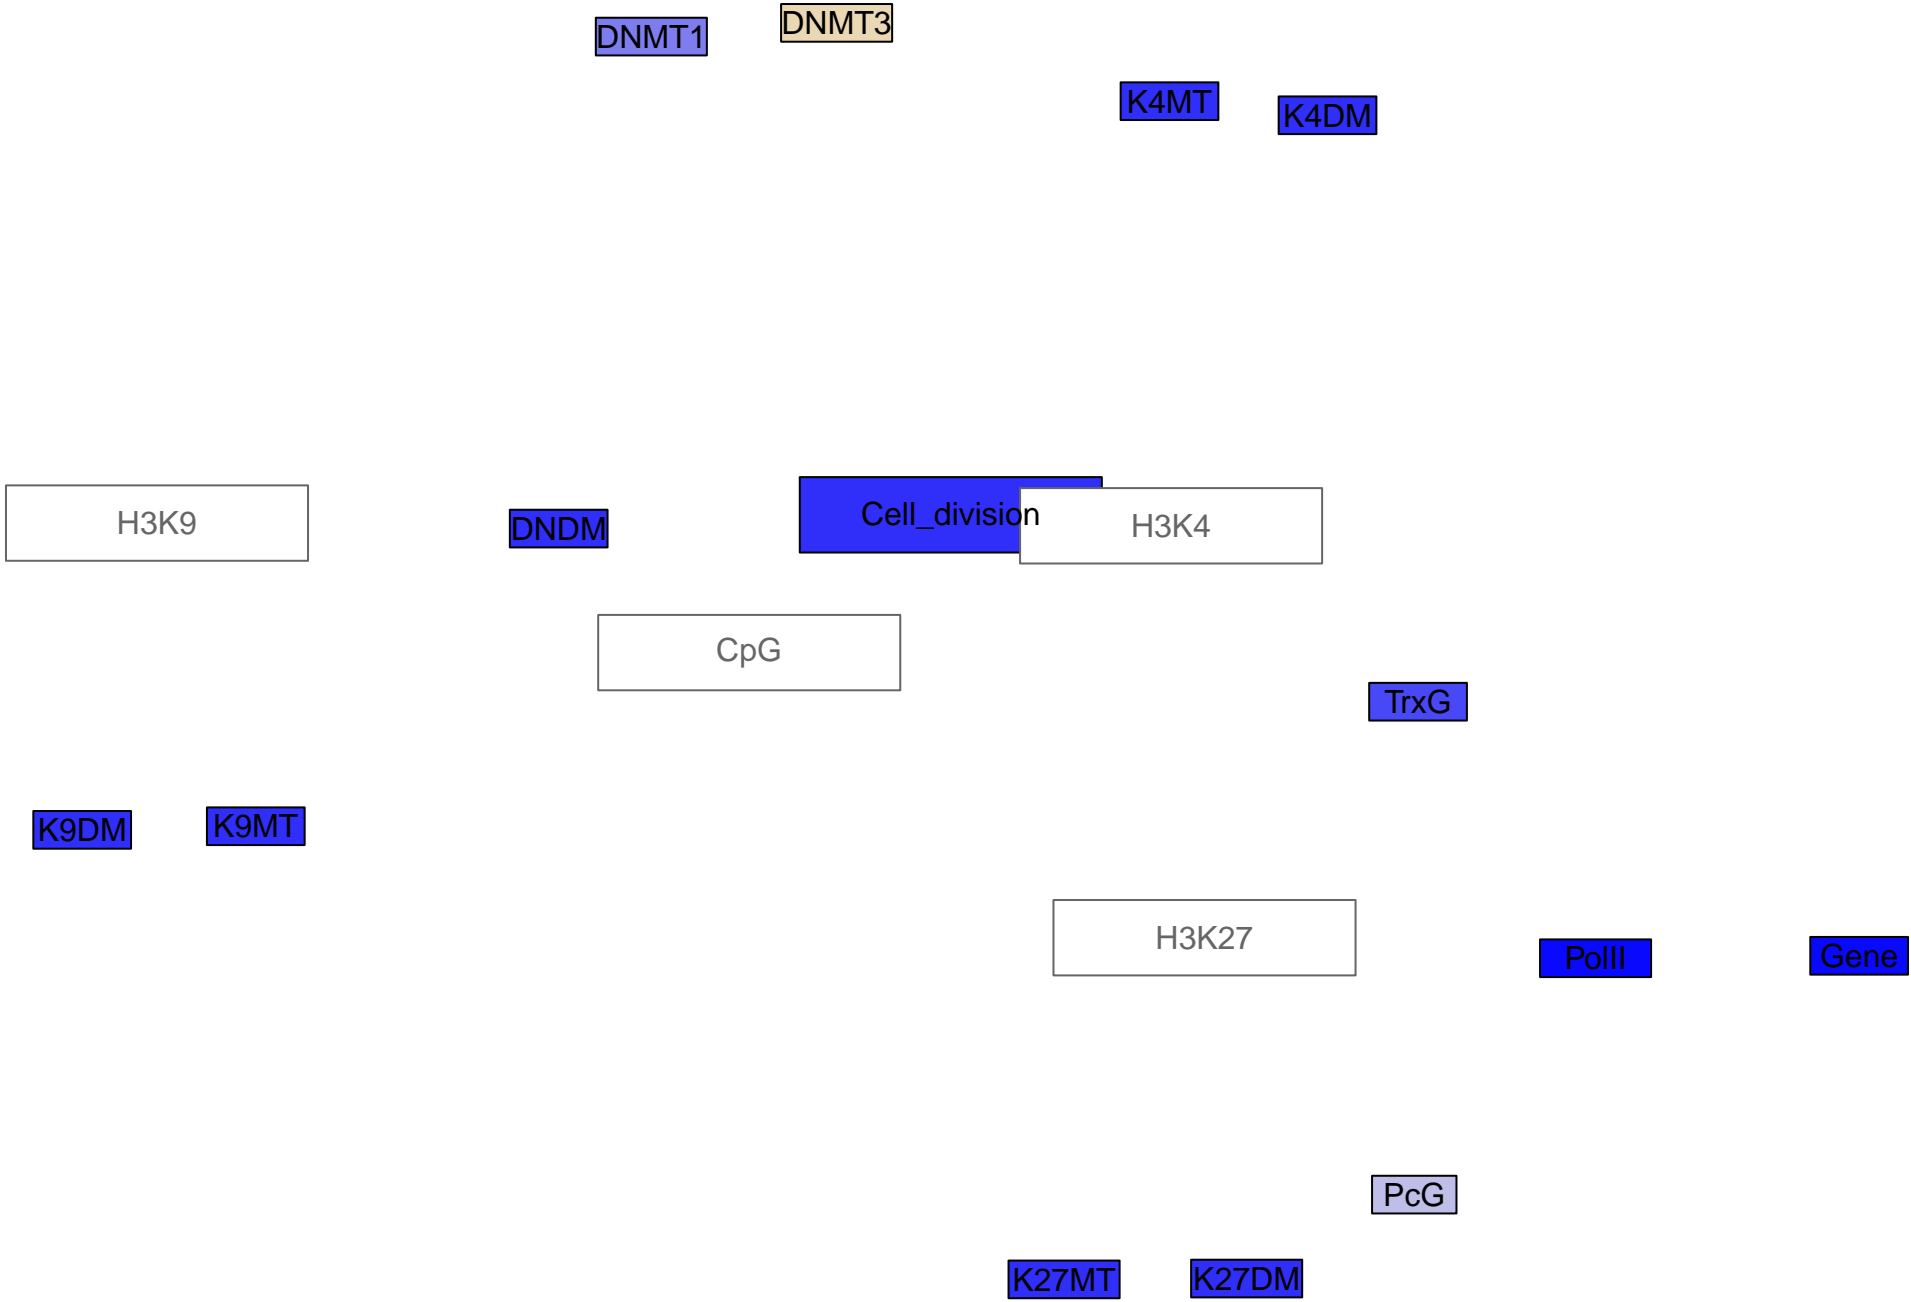 DNMT1
DNMT3
K4MT
K4DM
H3K9
DNDM
Cell_division
H3K4
CpG
TrxG
K9DM
K9MT
H3K27
PolII
Gene
PcG
K27MT
K27DM